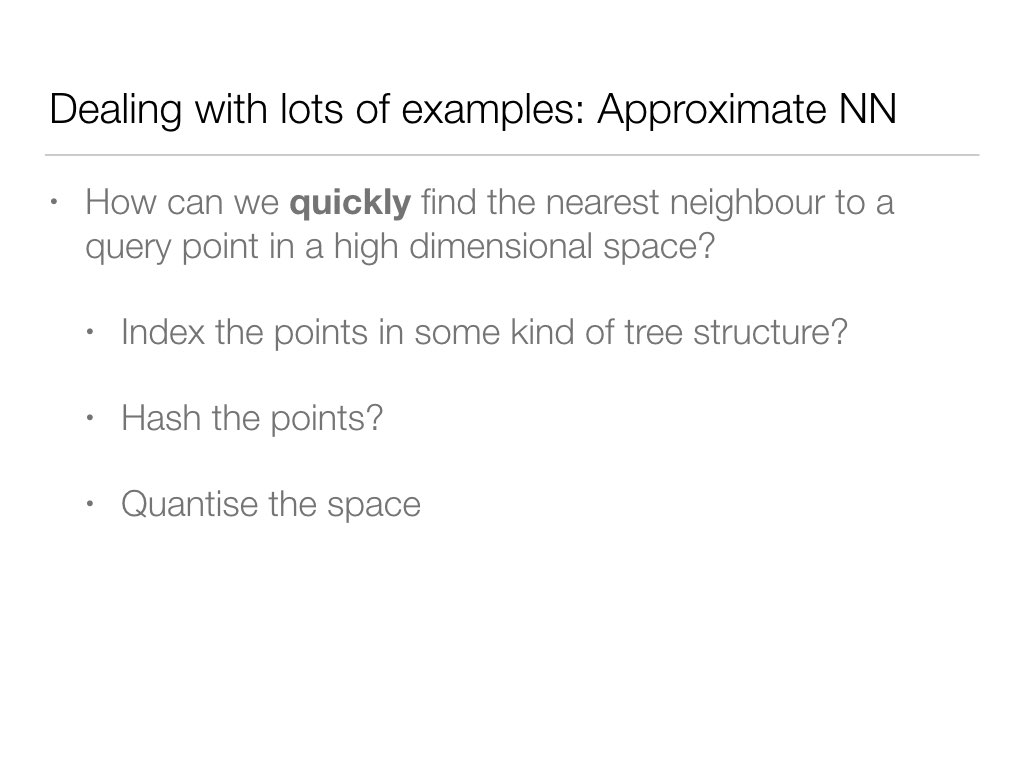 Dealing with lots of examples: Approximate NN
• How can we quickly find the nearest neighbour to a
query point in a high dimensional space?
• Index the points in some kind of tree structure?
• Hash the points?
• Quantise the space